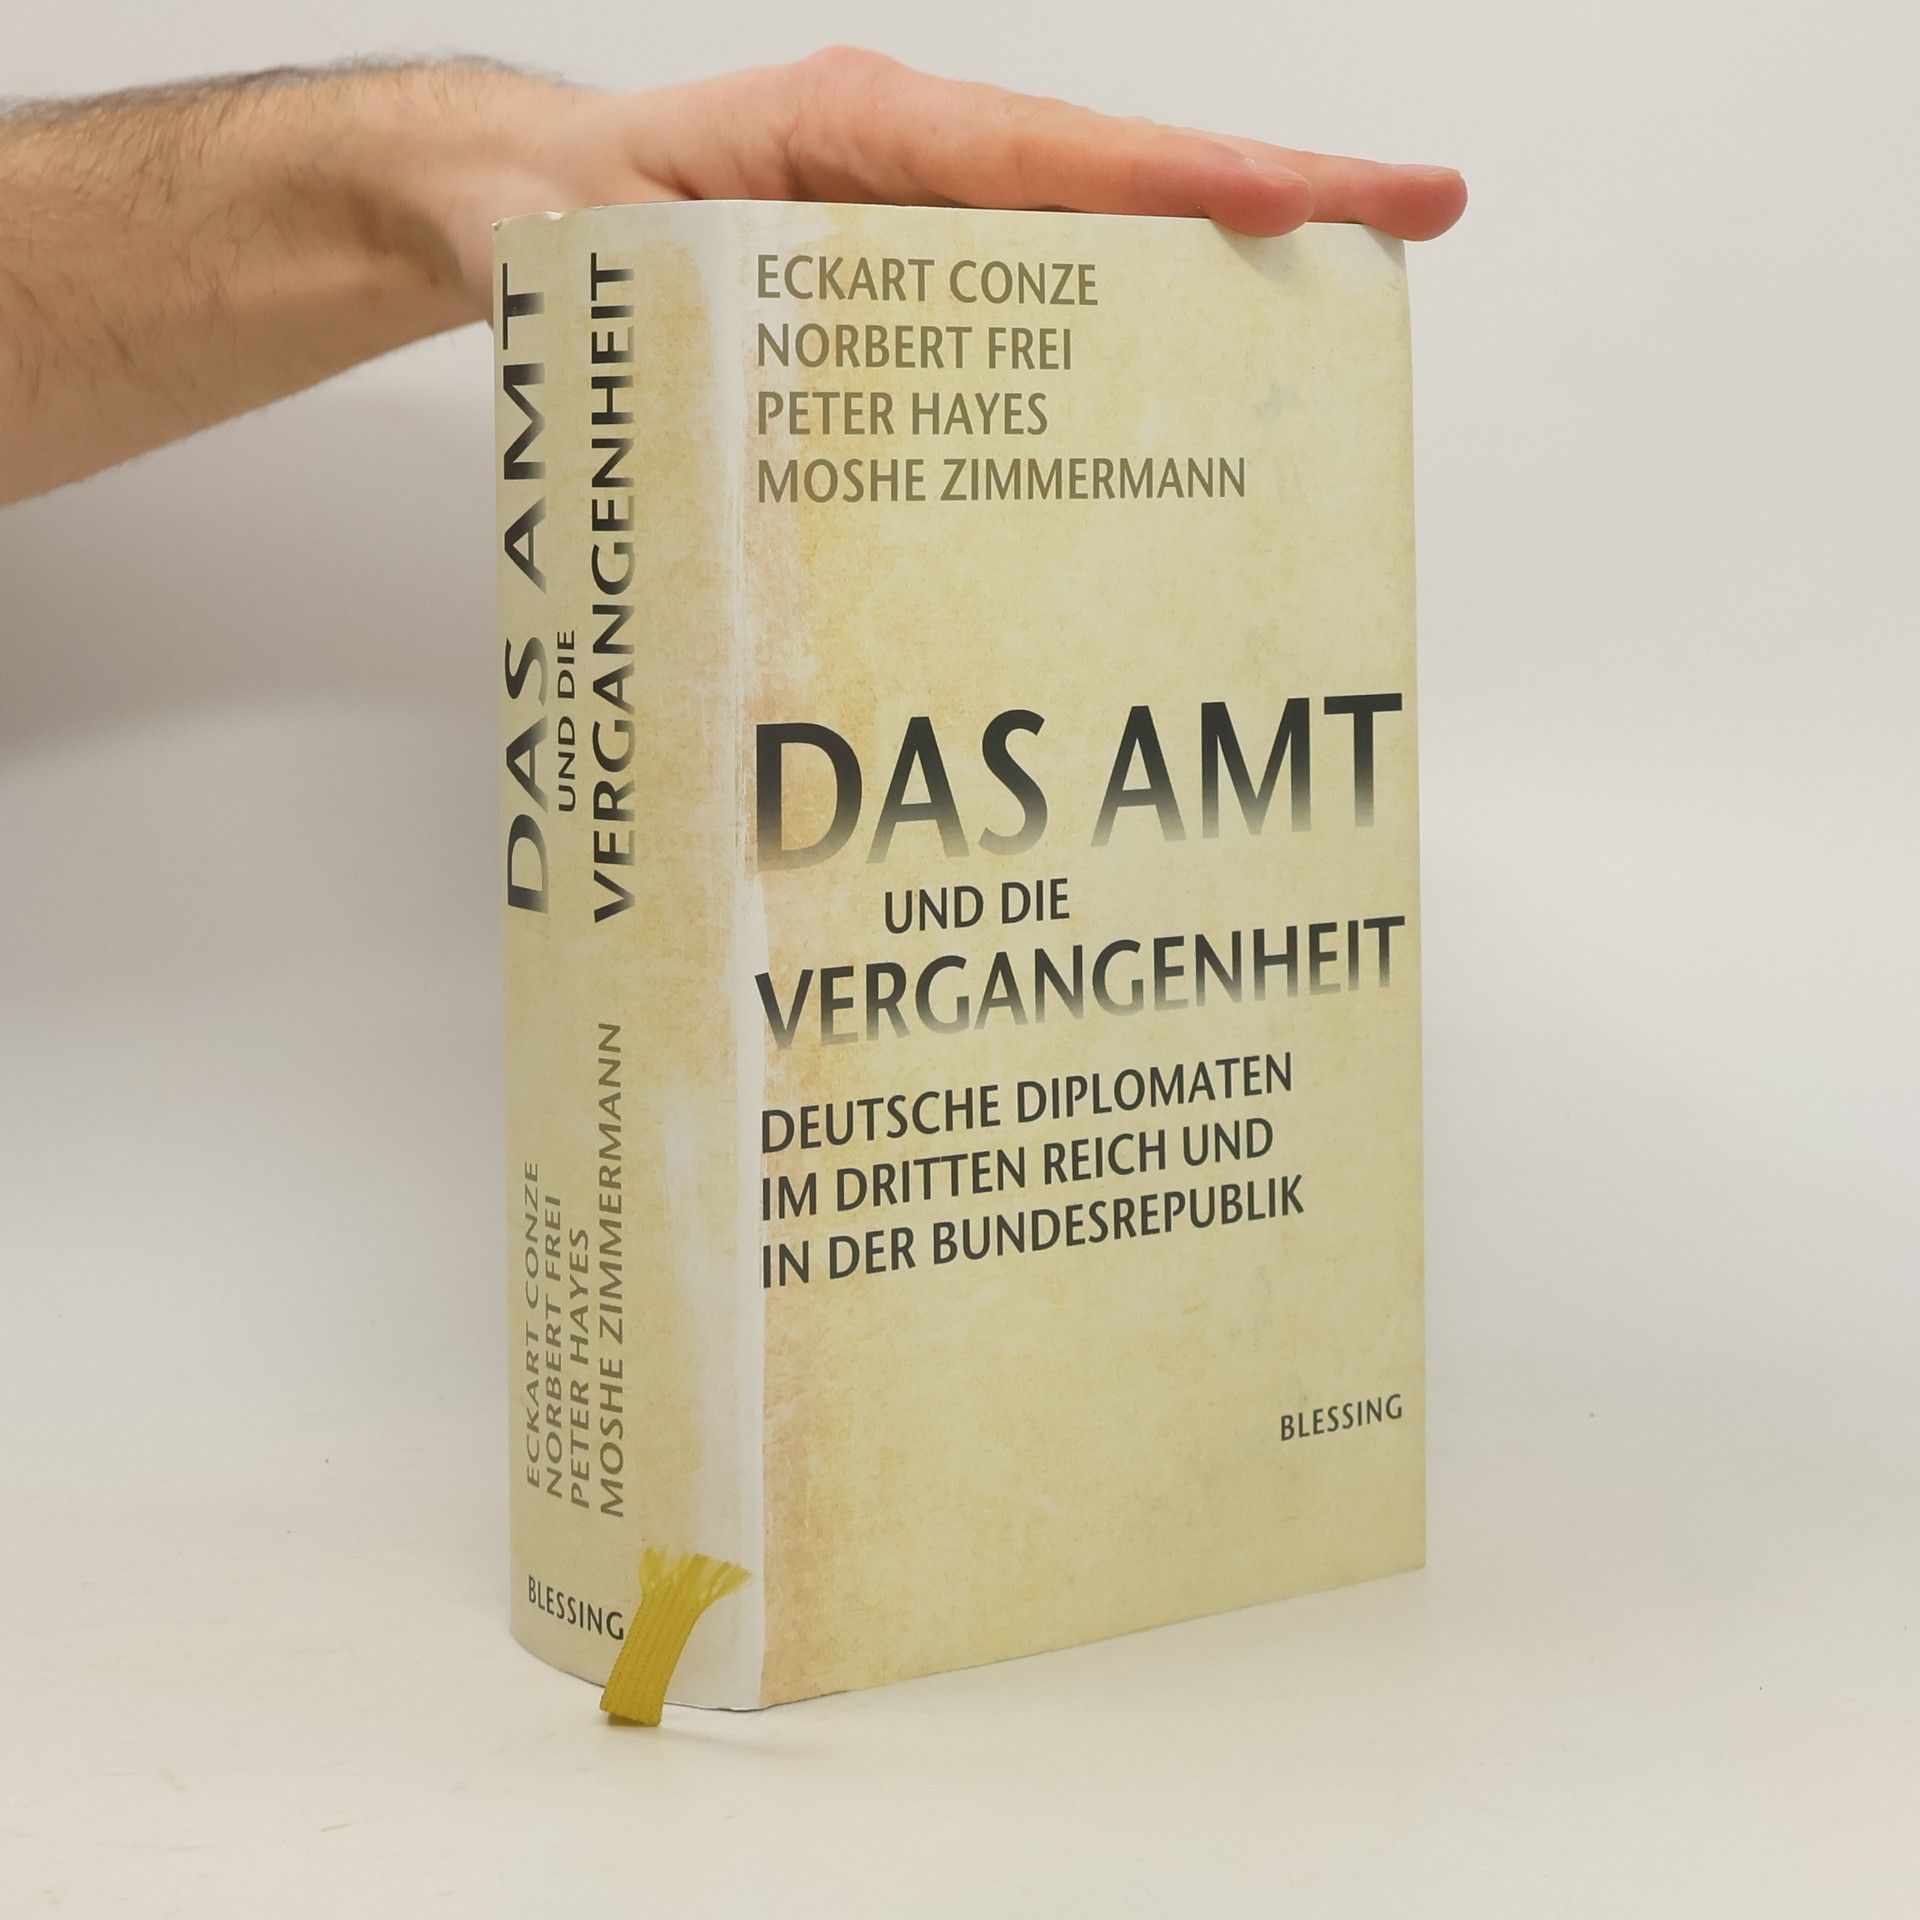 DAS AMT
UND DIE
VERGANGENHEIT
ECKART CONZE
NORBERT FREI
PETER HAYES
MOSHE ZIMMERMANN
BLESSING
ECKART CONZE
NORBERT FREI
PETER HAYES
MOSHE ZIMMERMANN
DAS AMT
UND DIE
VERGANGENHEIT
DEUTSCHE DIPLOMATEN
IM DRITTEN REICH UND
IN DER BUNDESREPUBLIK
BLESSING